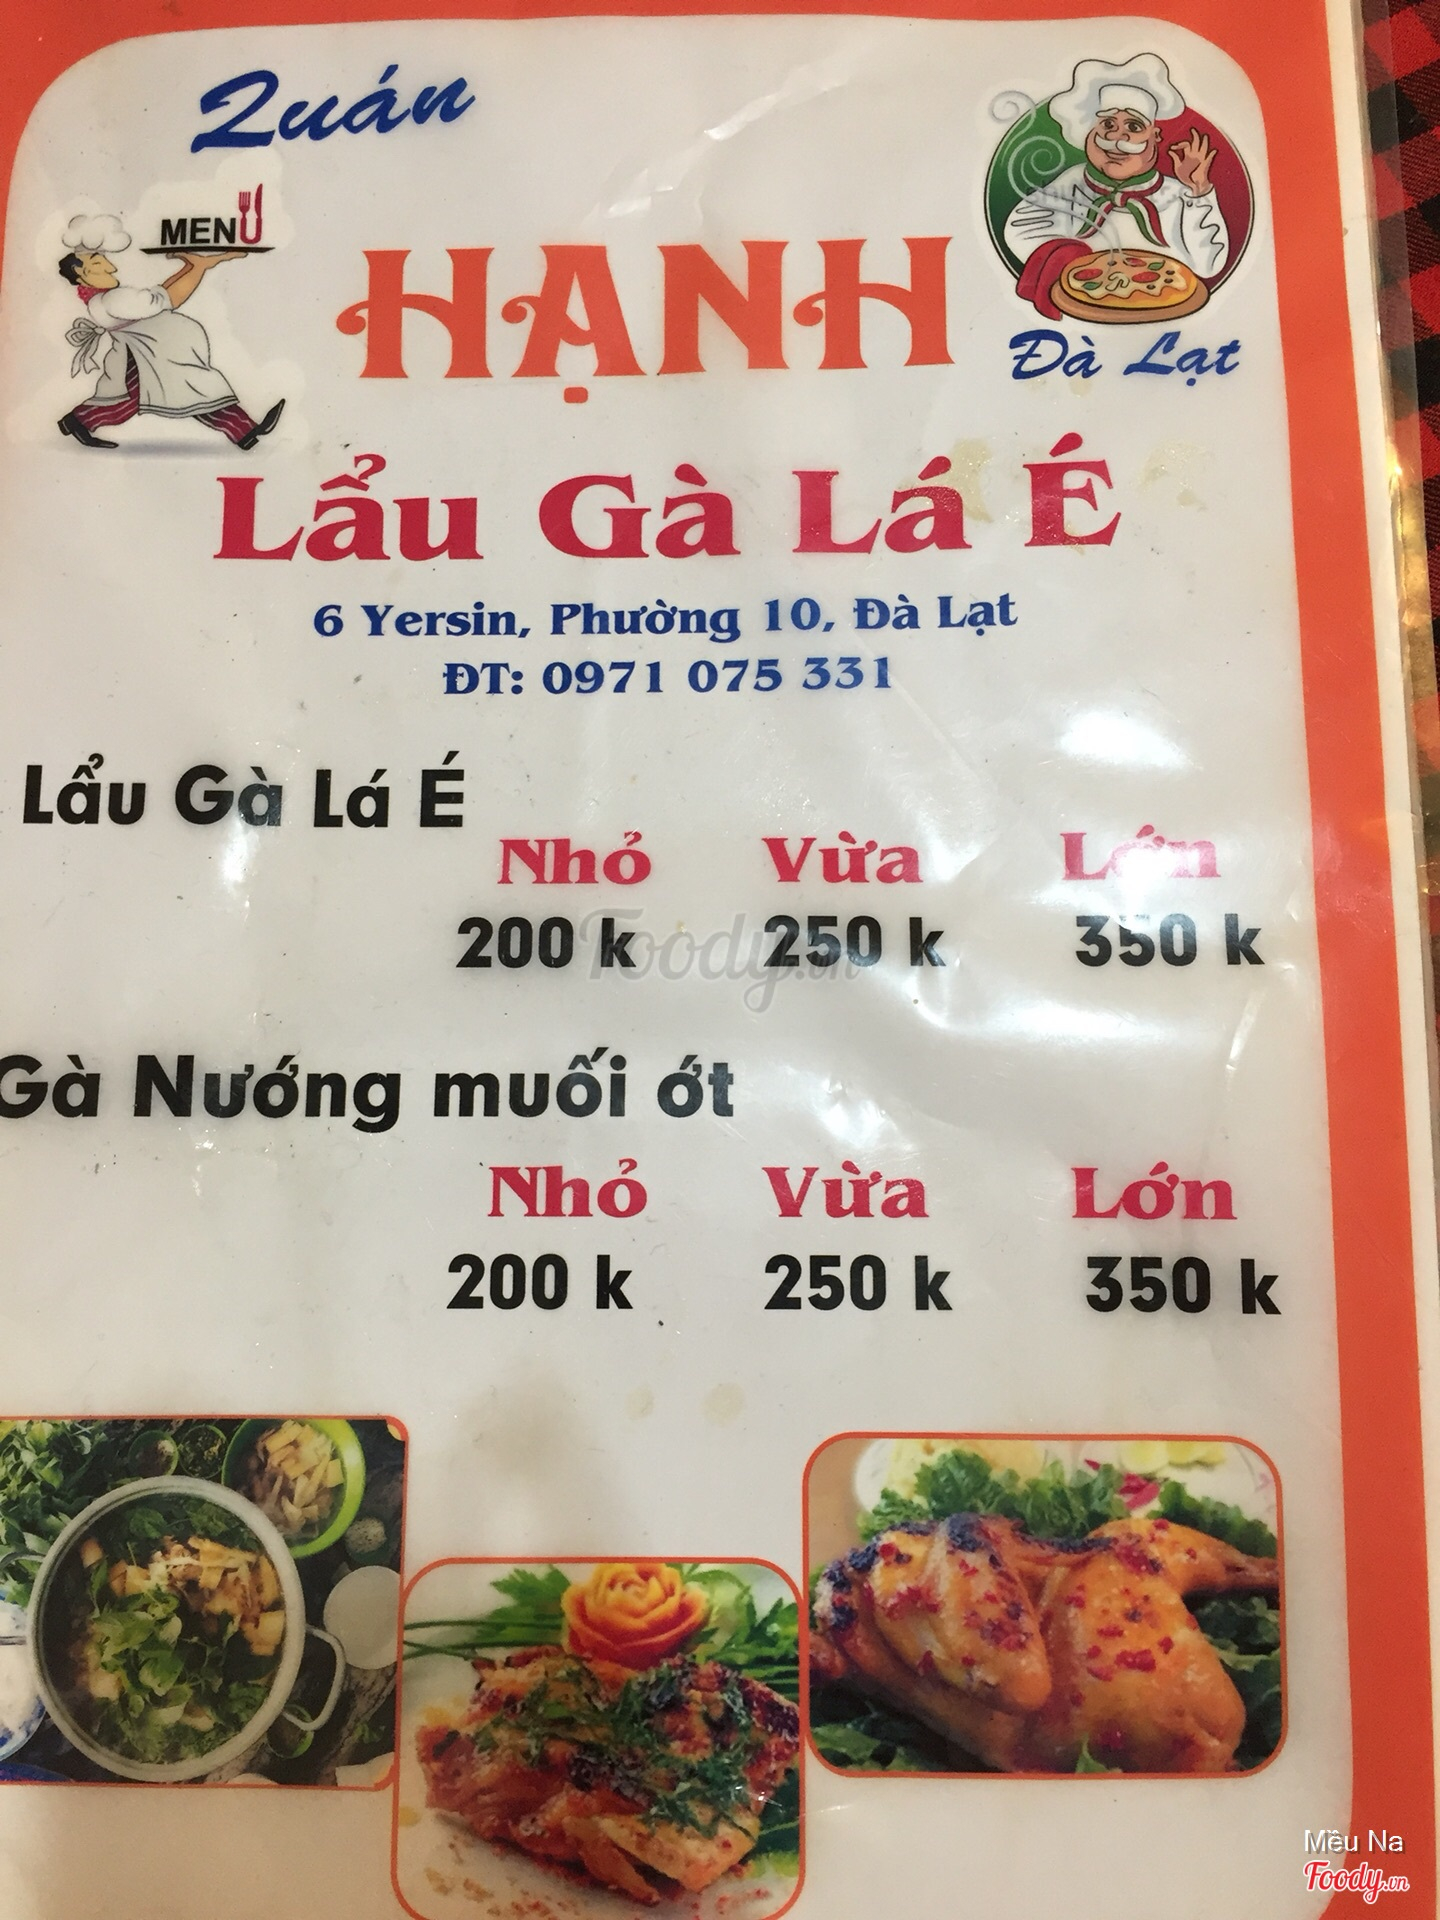 Quán
MENU
HẠNH
Đà Lạt
Lẩu Gà Lá É
6 Yersin, Phường 10, Đà Lạt
ĐT: 0971 075 331
Lẩu Gà Lá É
Nhỏ Vừa Lớn
200 k 250 k 350 k
Foody.vn
Gà Nướng muối ớt
Nhỏ Vừa Lớn
200 k 250 k 350 k
Mều Na
Foody.vn